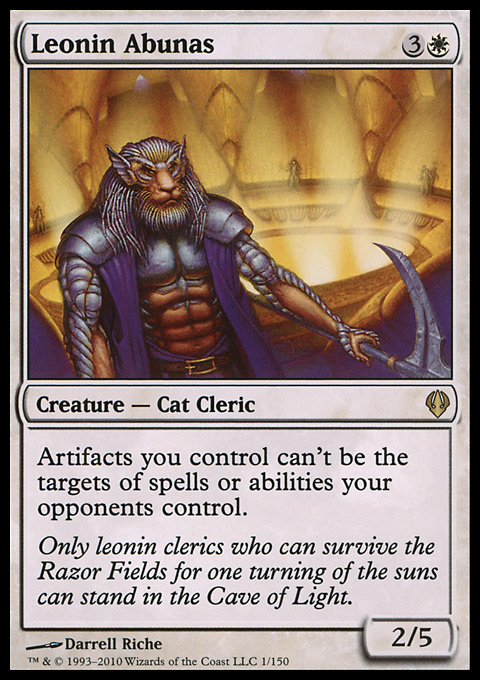 Leonin Abunas 3
Creature — Cat Cleric
Artifacts you control can't be the
targets of spells or abilities your
opponents control.
Only leonin clerics who can survive the
Razor Fields for one turning of the suns
can stand in the Cave of Light.
Darrell Riche
2/5
™ & © 1993–2010 Wizards of the Coast LLC 1/150